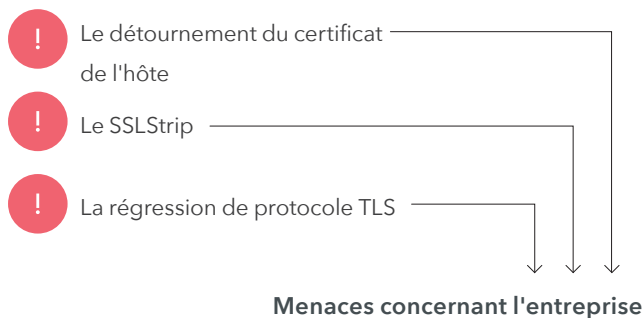 ! Le détournement du certificat
de l'hôte
! Le SSLStrip
! La régression de protocole TLS
Menaces concernant l'entreprise